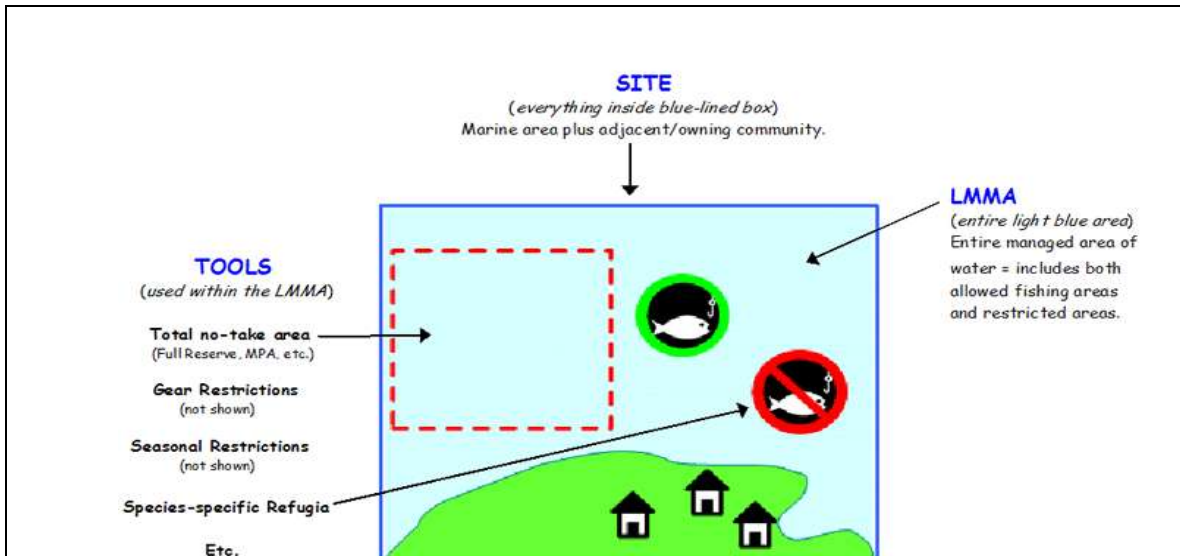 SITE
(everything inside blue-lined box)
Marine area plus adjacent/owning community.
LMMA
(entire light blue area)
Entire managed area of
water = includes both
allowed fishing areas
and restricted areas.
TOOLS
(used within the LMMA)
Total no-take area
(Full Reserve, MPA, etc.)
Gear Restrictions
(not shown)
Seasonal Restrictions
(not shown)
Species-specific Refugia
Etc.